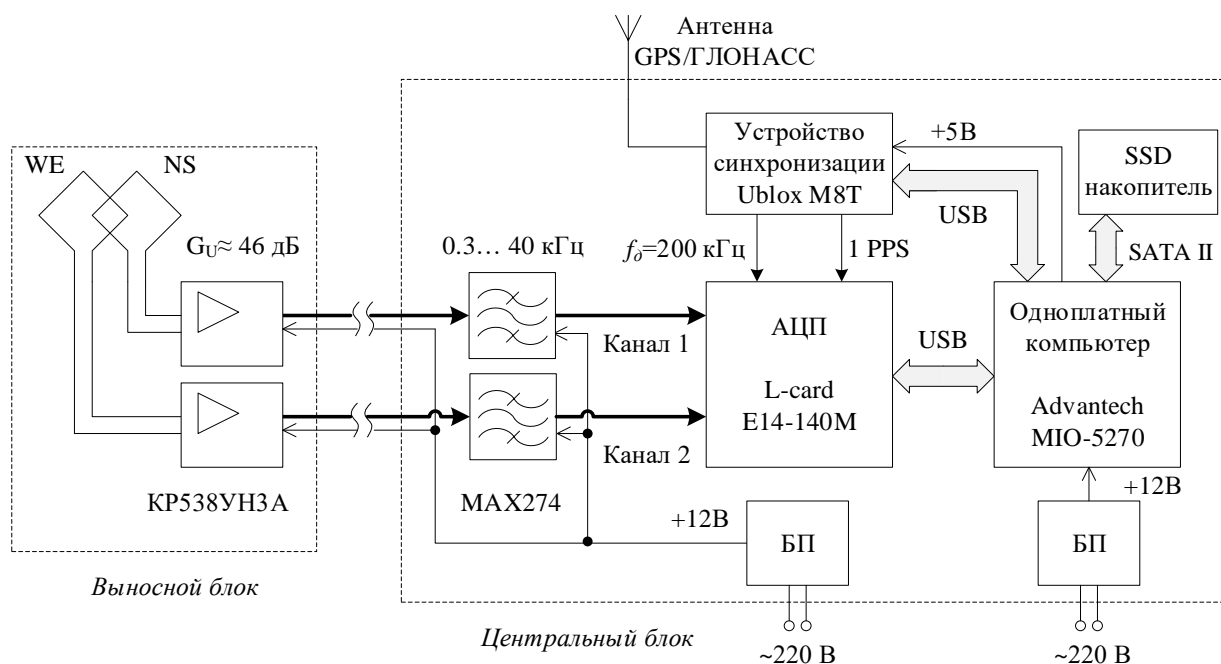 Антенна
GPS/ГЛОНАСС
Устройство
синхронизации
Ublox M8T
+5В
SSD
накопитель
WE
NS
USB
SATA II
G_U≈ 46 дБ
0.3… 40 кГц
f_д=200 кГц
1 PPS
АЦП
L-card
E14-140M
USB
Одноплатный
компьютер
Advantech
MIO-5270
Канал 1
Канал 2
КР538УН3А
MAX274
+12В
БП
+12В
БП
Выносной блок
Центральный блок
~220 В
~220 В